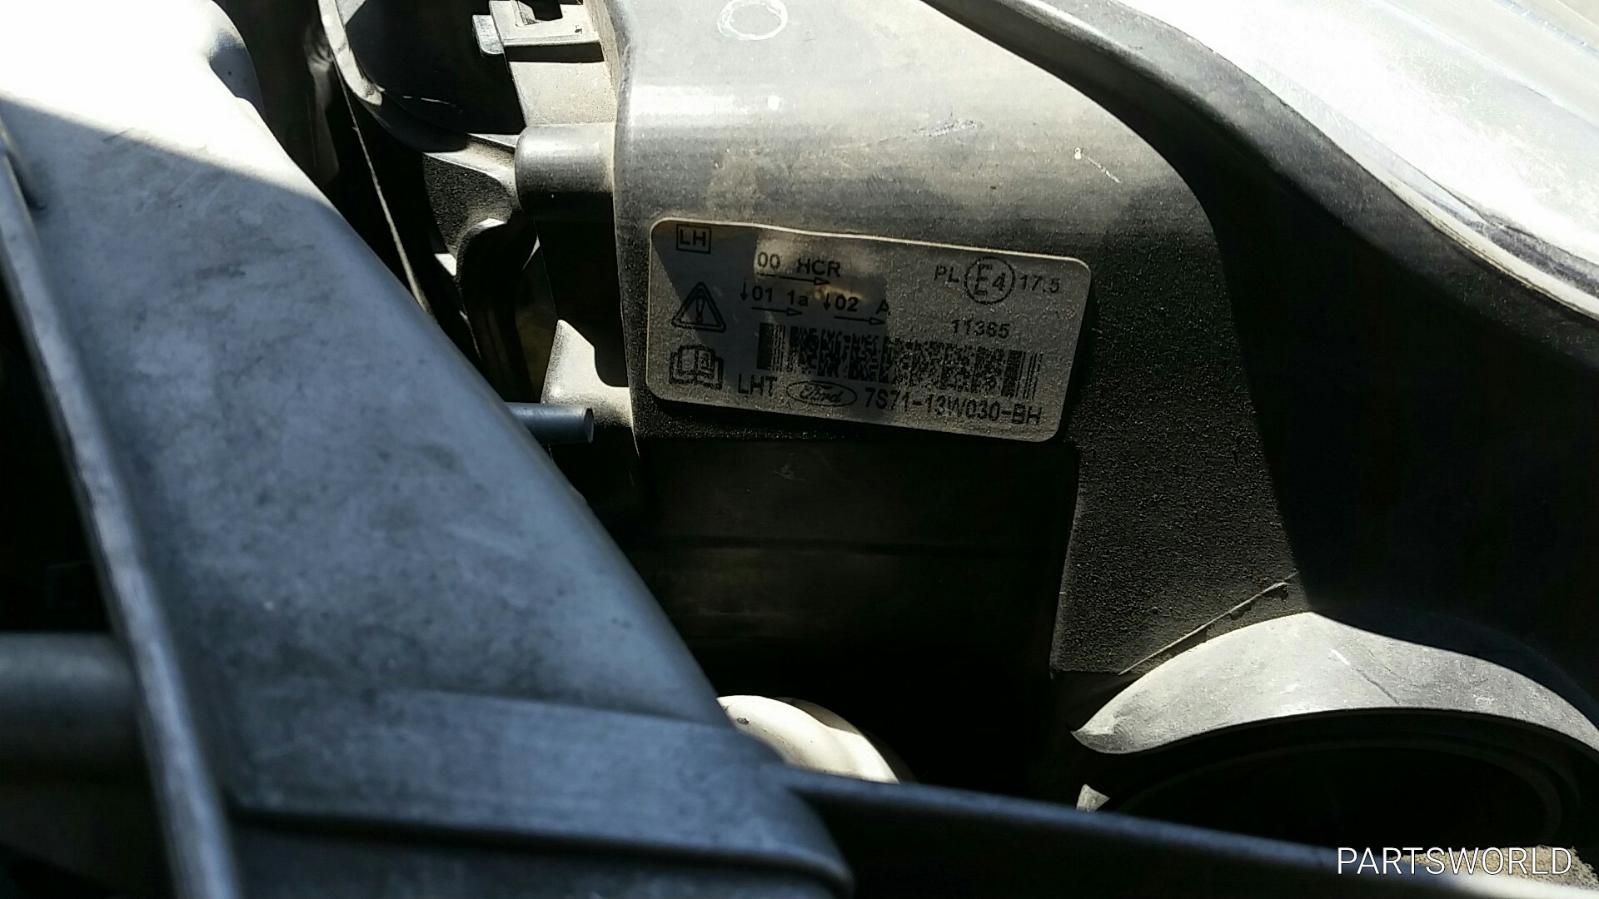 LH
00 HCR
PL E4 17.5
01 1a 02 A
11365
LHT Ford 7S71-13W030-BH
PARTSWORLD